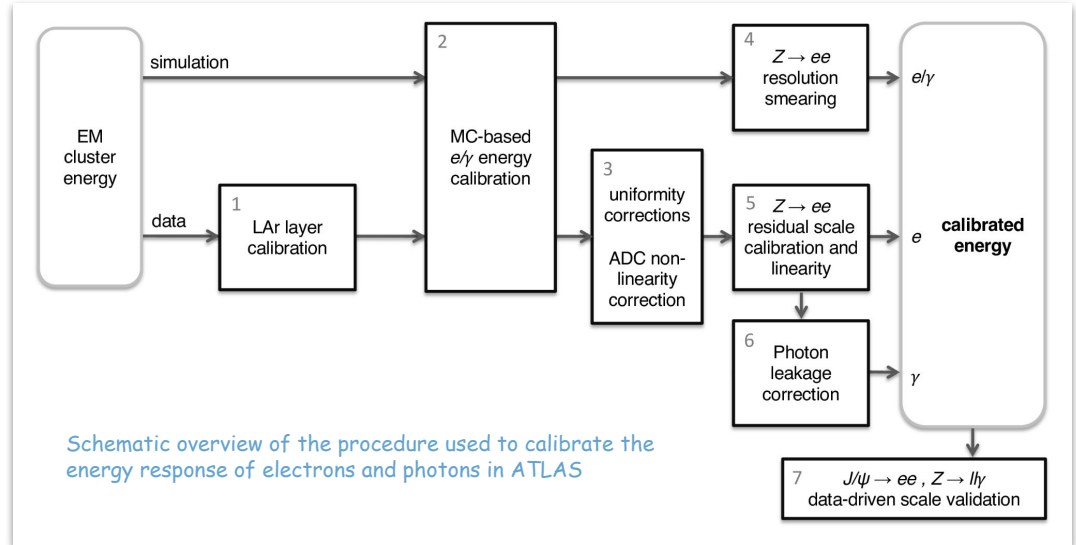 EM
cluster
energy
simulation
data
1
LAr layer
calibration
2
MC-based
e/γ energy
calibration
3
uniformity
corrections
ADC non-
linearity
correction
4
Z → ee
resolution
smearing
5
Z → ee
residual scale
calibration and
linearity
6
Photon
leakage
correction
e/γ
e
γ
calibrated
energy
7
J/ψ → ee , Z → llγ
data-driven scale validation
Schematic overview of the procedure used to calibrate the
energy response of electrons and photons in ATLAS